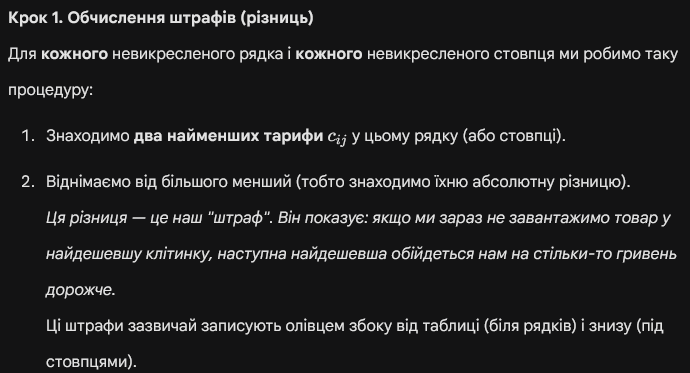 Крок 1. Обчислення штрафів (різниць)
Для кожного невикресленого рядка і кожного невикресленого стовпця ми робимо таку
процедуру:
1. Знаходимо два найменших тарифи c_{ij} у цьому рядку (або стовпці).
2. Віднімаємо від більшого менший (тобто знаходимо їхню абсолютну різницю).
Ця різниця — це наш "штраф". Він показує: якщо ми зараз не завантажимо товар у
найдешевшу клітинку, наступна найдешевша обійдеться нам на стільки-то гривень
дорожче.
Ці штрафи зазвичай записують олівцем збоку від таблиці (біля рядків) і знизу (під
стовпцями).